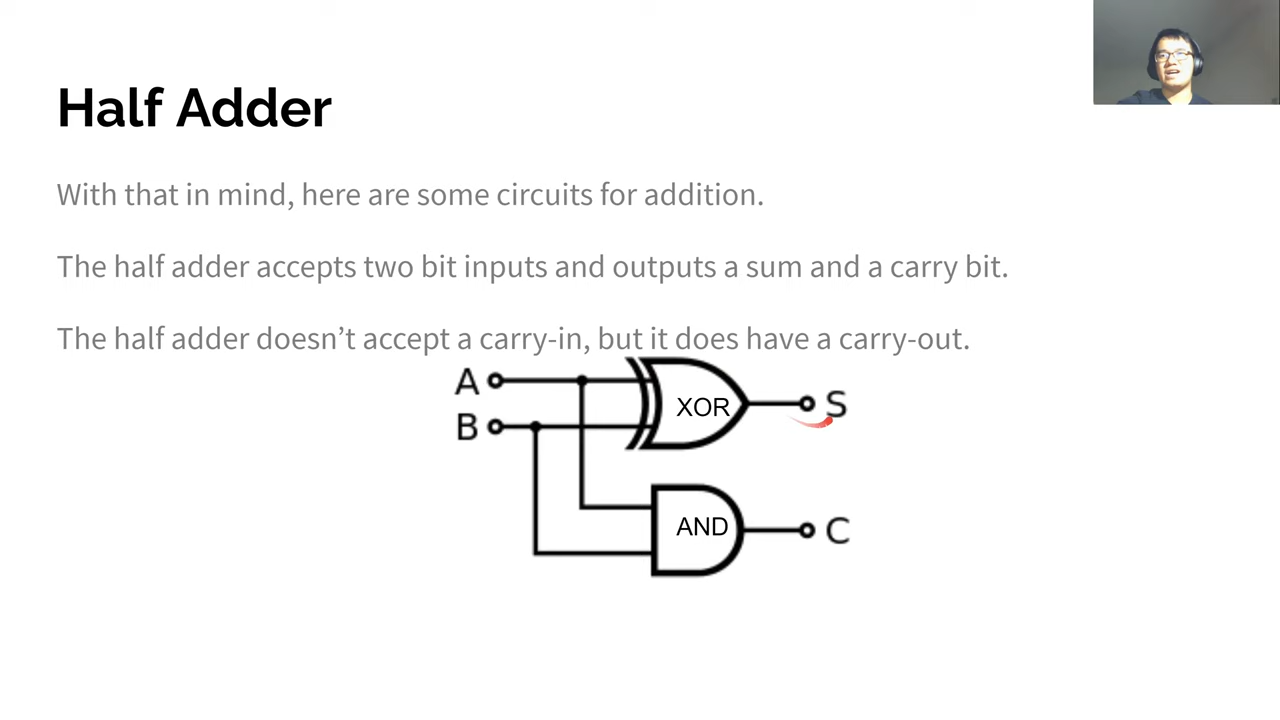 Half Adder
With that in mind, here are some circuits for addition.
The half adder accepts two bit inputs and outputs a sum and a carry bit.
The half adder doesn’t accept a carry-in, but it does have a carry-out.
A
XOR
S
B
AND
C